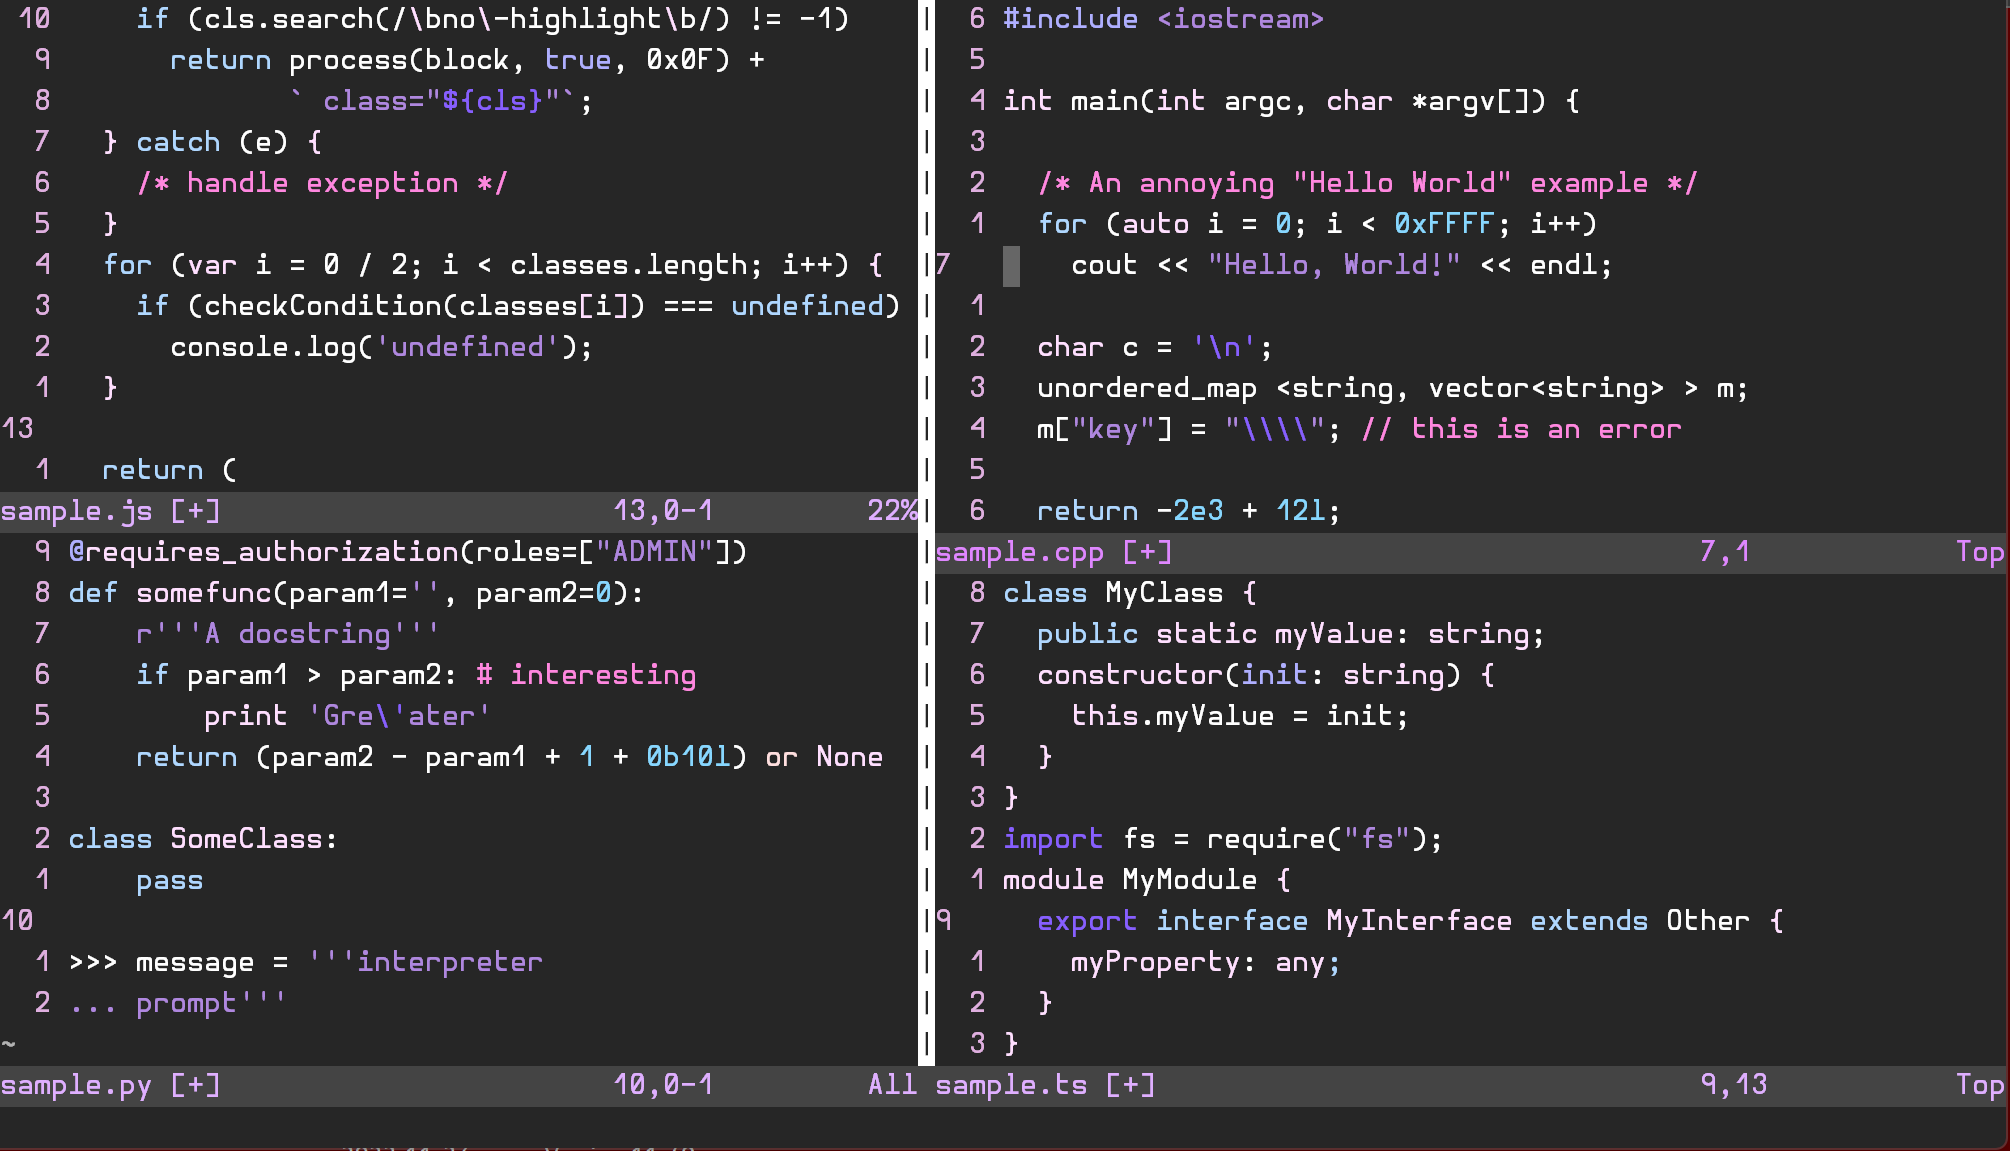 10     if (cls.search(/\bno\-highlight\b/) != -1)
 9       return process(block, true, 0x0F) +
 8              ` class="${cls}"`;
 7   } catch (e) {
 6     /* handle exception */
 5   }
 4   for (var i = 0 / 2; i < classes.length; i++) {
 3     if (checkCondition(classes[i]) === undefined)
 2       console.log('undefined');
 1   }
13
 1   return (
sample.js [+] 13,0-1 22%
 9 @requires_authorization(roles=["ADMIN"])
 8 def somefunc(param1='', param2=0):
 7     r'''A docstring'''
 6     if param1 > param2: # interesting
 5         print 'Gre\'ater'
 4     return (param2 - param1 + 1 + 0b10l) or None
 3
 2 class SomeClass:
 1     pass
10
 1 >>> message = '''interpreter
 2 ... prompt'''
~
sample.py [+] 10,0-1 All
 6 #include <iostream>
 5
 4 int main(int argc, char *argv[]) {
 3
 2   /* An annoying "Hello World" example */
 1   for (auto i = 0; i < 0xFFFF; i++)
7     cout << "Hello, World!" << endl;
 1
 2   char c = '\n';
 3   unordered_map <string, vector<string> > m;
 4   m["key"] = "\\\\"; // this is an error
 5
 6   return -2e3 + 12l;
sample.cpp [+] 7,1 Top
 8 class MyClass {
 7   public static myValue: string;
 6   constructor(init: string) {
 5     this.myValue = init;
 4   }
 3 }
 2 import fs = require("fs");
 1 module MyModule {
9    export interface MyInterface extends Other {
 1     myProperty: any;
 2   }
 3 }
sample.ts [+] 9,13 Top